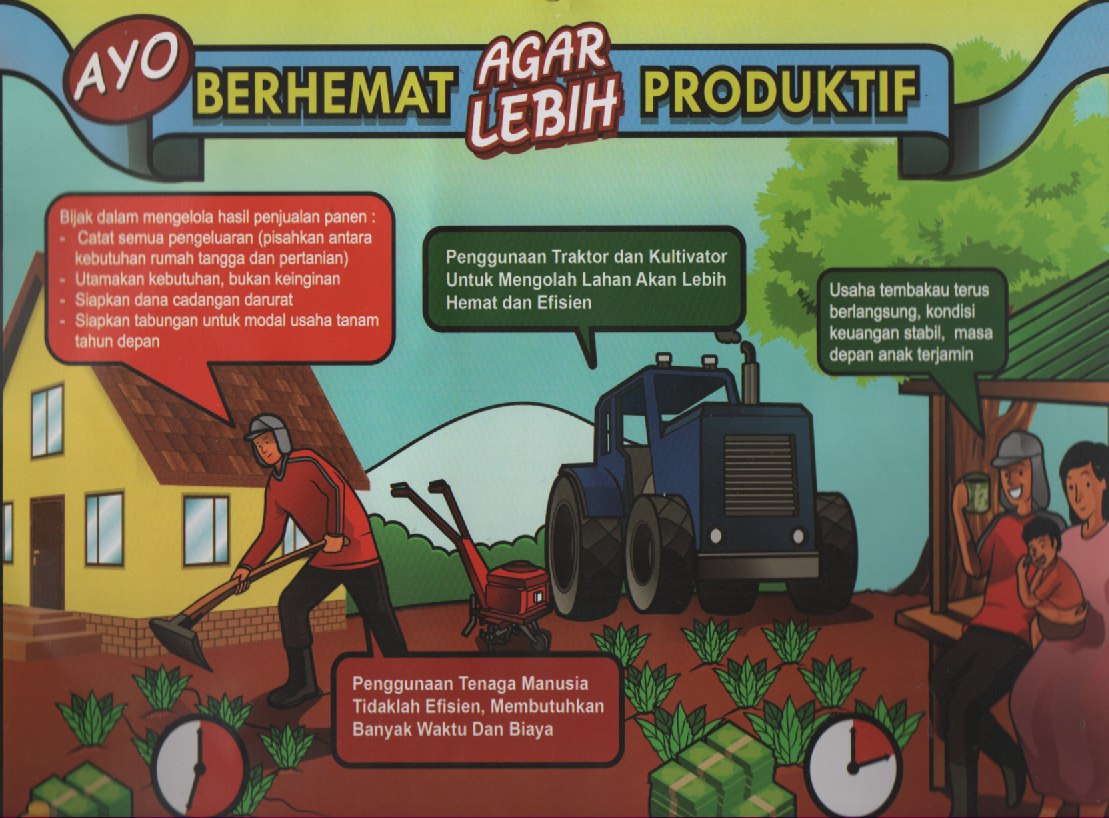 AYO BERHEMAT AGAR LEBIH PRODUKTIF
Bijak dalam mengelola hasil penjualan panen :
- Catat semua pengeluaran (pisahkan antara
kebutuhan rumah tangga dan pertanian)
- Utamakan kebutuhan, bukan keinginan
- Siapkan dana cadangan darurat
- Siapkan tabungan untuk modal usaha tanam
tahun depan
Penggunaan Traktor dan Kultivator
Untuk Mengolah Lahan Akan Lebih
Hemat dan Efisien
Usaha tembakau terus
berlangsung, kondisi
keuangan stabil, masa
depan anak terjamin
Penggunaan Tenaga Manusia
Tidaklah Efisien, Membutuhkan
Banyak Waktu Dan Biaya